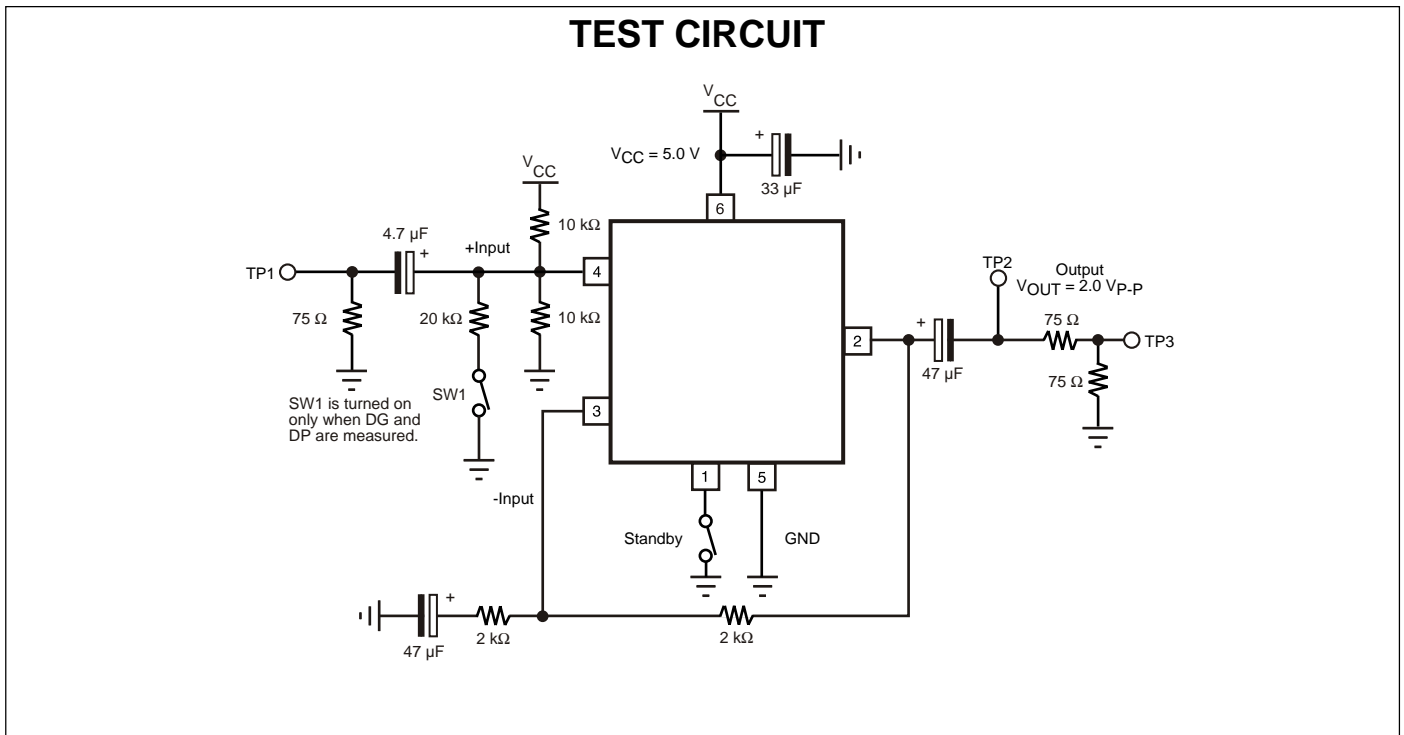 TEST CIRCUIT
VCC
VCC = 5.0 V
+
33 µF
6
VCC
10 kΩ
4.7 µF
+
+Input
TP1
4
75 Ω
20 kΩ
10 kΩ
SW1
SW1 is turned on
only when DG and
DP are measured.
3
-Input
2
+
47 µF
TP2
Output
VOUT = 2.0 VP-P
75 Ω
TP3
75 Ω
1
5
Standby
GND
+
47 µF
2 kΩ
2 kΩ